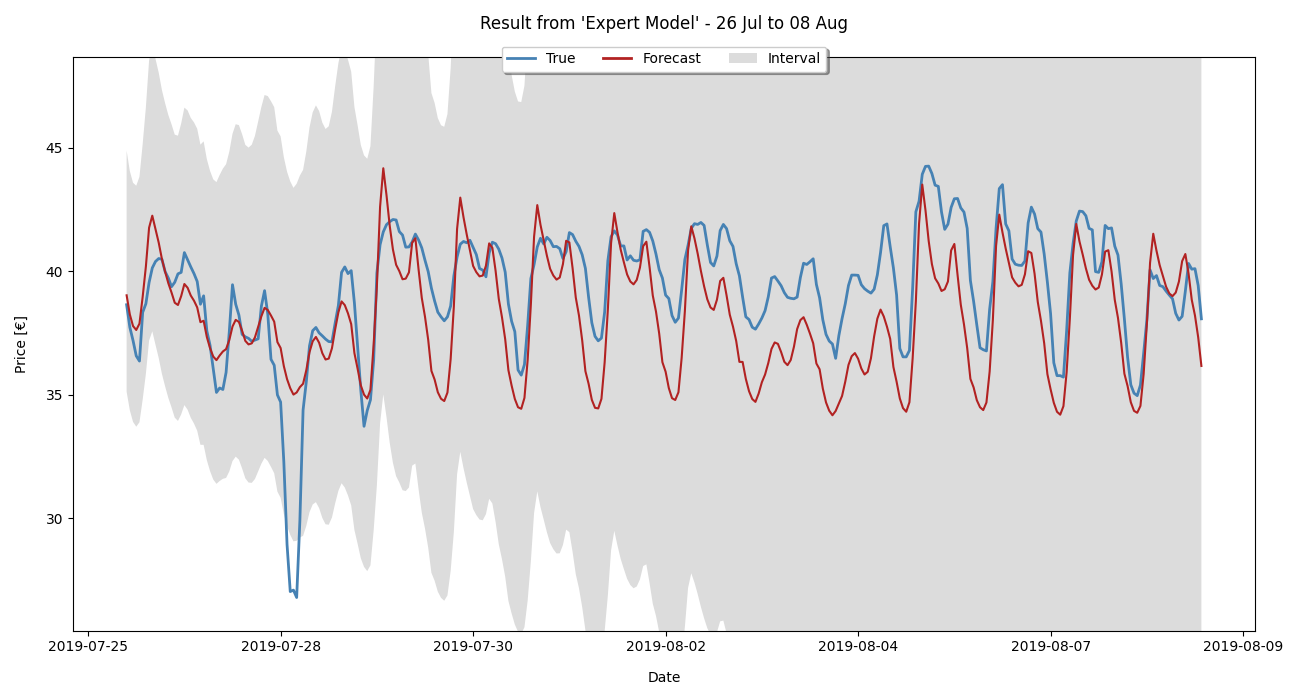 Result from 'Expert Model' - 26 Jul to 08 Aug
True Forecast Interval
45
40
35
30
Price [€]
2019-07-25 2019-07-28 2019-07-30 2019-08-02 2019-08-04 2019-08-07 2019-08-09
Date